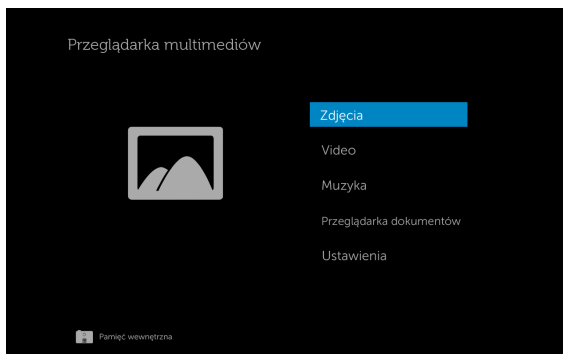 Przeglądarka multimediów
Zdjęcia
Video
Muzyka
Przeglądarka dokumentów
Ustawienia
Pamięć wewnętrzna